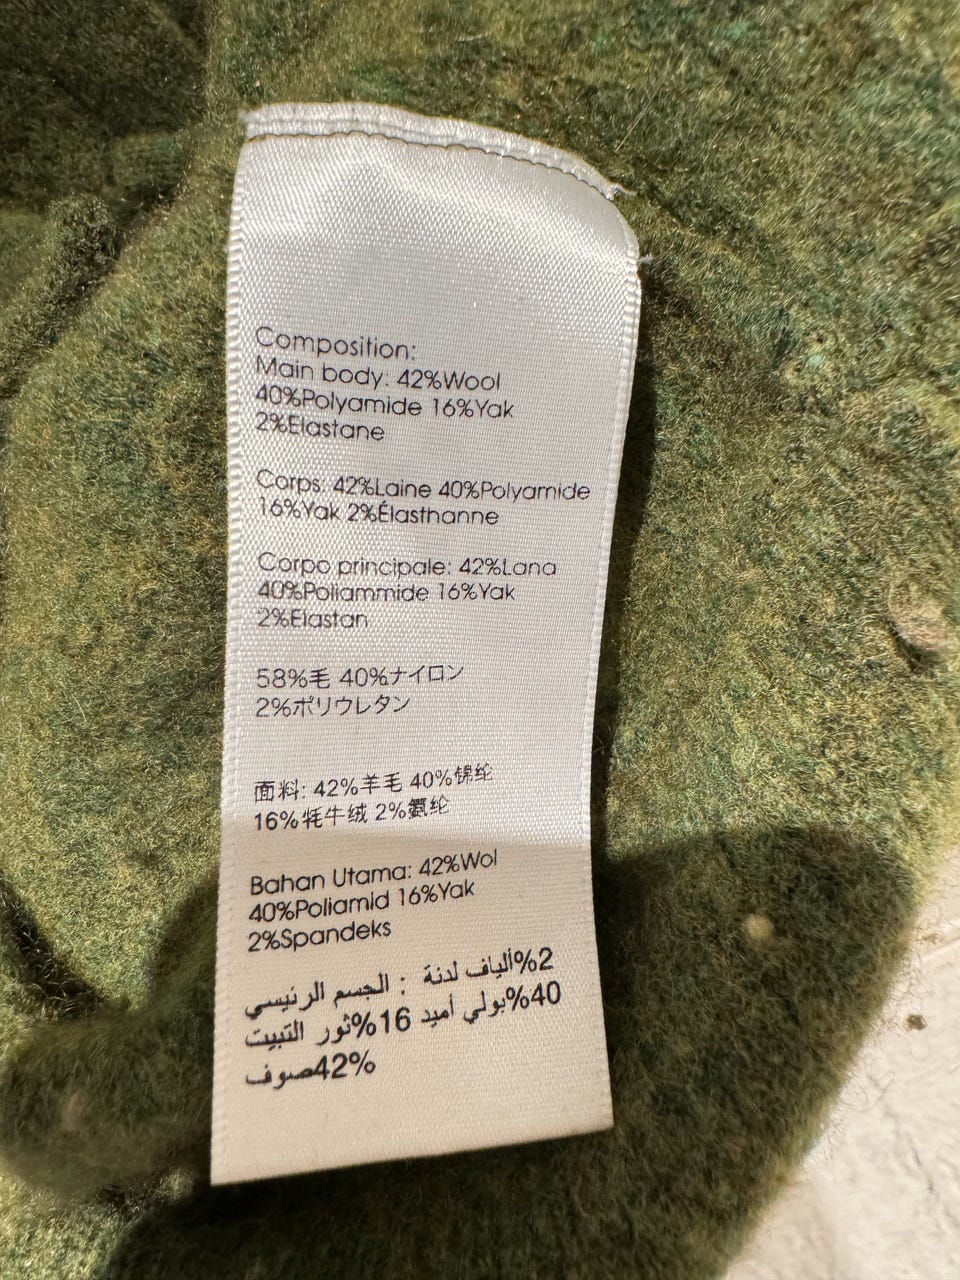 Composition:
Main body: 42%Wool
40%Polyamide 16%Yak
2%Elastane
Corps: 42%Laine 40%Polyamide
16%Yak 2%Élasthanne
Corpo principale: 42%Lana
40%Poliammide 16%Yak
2%Elastan
58%毛 40%ナイロン
2%ポリウレタン
面料: 42%羊毛 40%锦纶
16%牦牛绒 2%氨纶
Bahan Utama: 42%Wol
40%Poliamid 16%Yak
2%Spandeks
2%ألياف لدنة : الجسم الرئيسي
40%بولي أميد 16%ثور التبيت
42%صوف